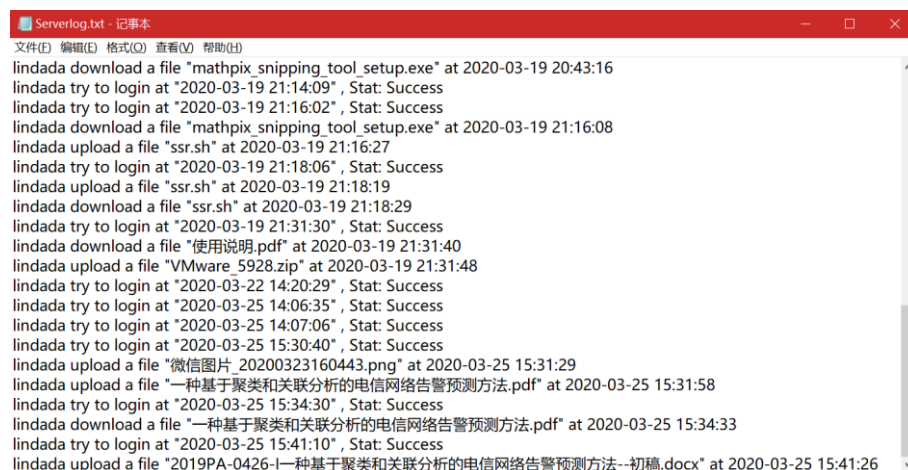 Serverlog.txt - 记事本
文件(F) 编辑(E) 格式(O) 查看(V) 帮助(H)
lindada download a file "mathpix_snipping_tool_setup.exe" at 2020-03-19 20:43:16
lindada try to login at "2020-03-19 21:14:09" , Stat: Success
lindada try to login at "2020-03-19 21:16:02" , Stat: Success
lindada download a file "mathpix_snipping_tool_setup.exe" at 2020-03-19 21:16:08
lindada upload a file "ssr.sh" at 2020-03-19 21:16:27
lindada try to login at "2020-03-19 21:18:06" , Stat: Success
lindada upload a file "ssr.sh" at 2020-03-19 21:18:19
lindada download a file "ssr.sh" at 2020-03-19 21:18:29
lindada try to login at "2020-03-19 21:31:30" , Stat: Success
lindada download a file "使用说明.pdf" at 2020-03-19 21:31:40
lindada upload a file "VMware_5928.zip" at 2020-03-19 21:31:48
lindada try to login at "2020-03-22 14:20:29" , Stat: Success
lindada try to login at "2020-03-25 14:06:35" , Stat: Success
lindada try to login at "2020-03-25 14:07:06" , Stat: Success
lindada try to login at "2020-03-25 15:30:40" , Stat: Success
lindada upload a file "微信图片_20200323160443.png" at 2020-03-25 15:31:29
lindada upload a file "一种基于聚类和关联分析的电信网络告警预测方法.pdf" at 2020-03-25 15:31:58
lindada try to login at "2020-03-25 15:34:30" , Stat: Success
lindada download a file "一种基于聚类和关联分析的电信网络告警预测方法.pdf" at 2020-03-25 15:34:33
lindada try to login at "2020-03-25 15:41:10" , Stat: Success
lindada upload a file "2019PA-0426-I一种基于聚类和关联分析的电信网络告警预测方法--初稿.docx" at 2020-03-25 15:41:26